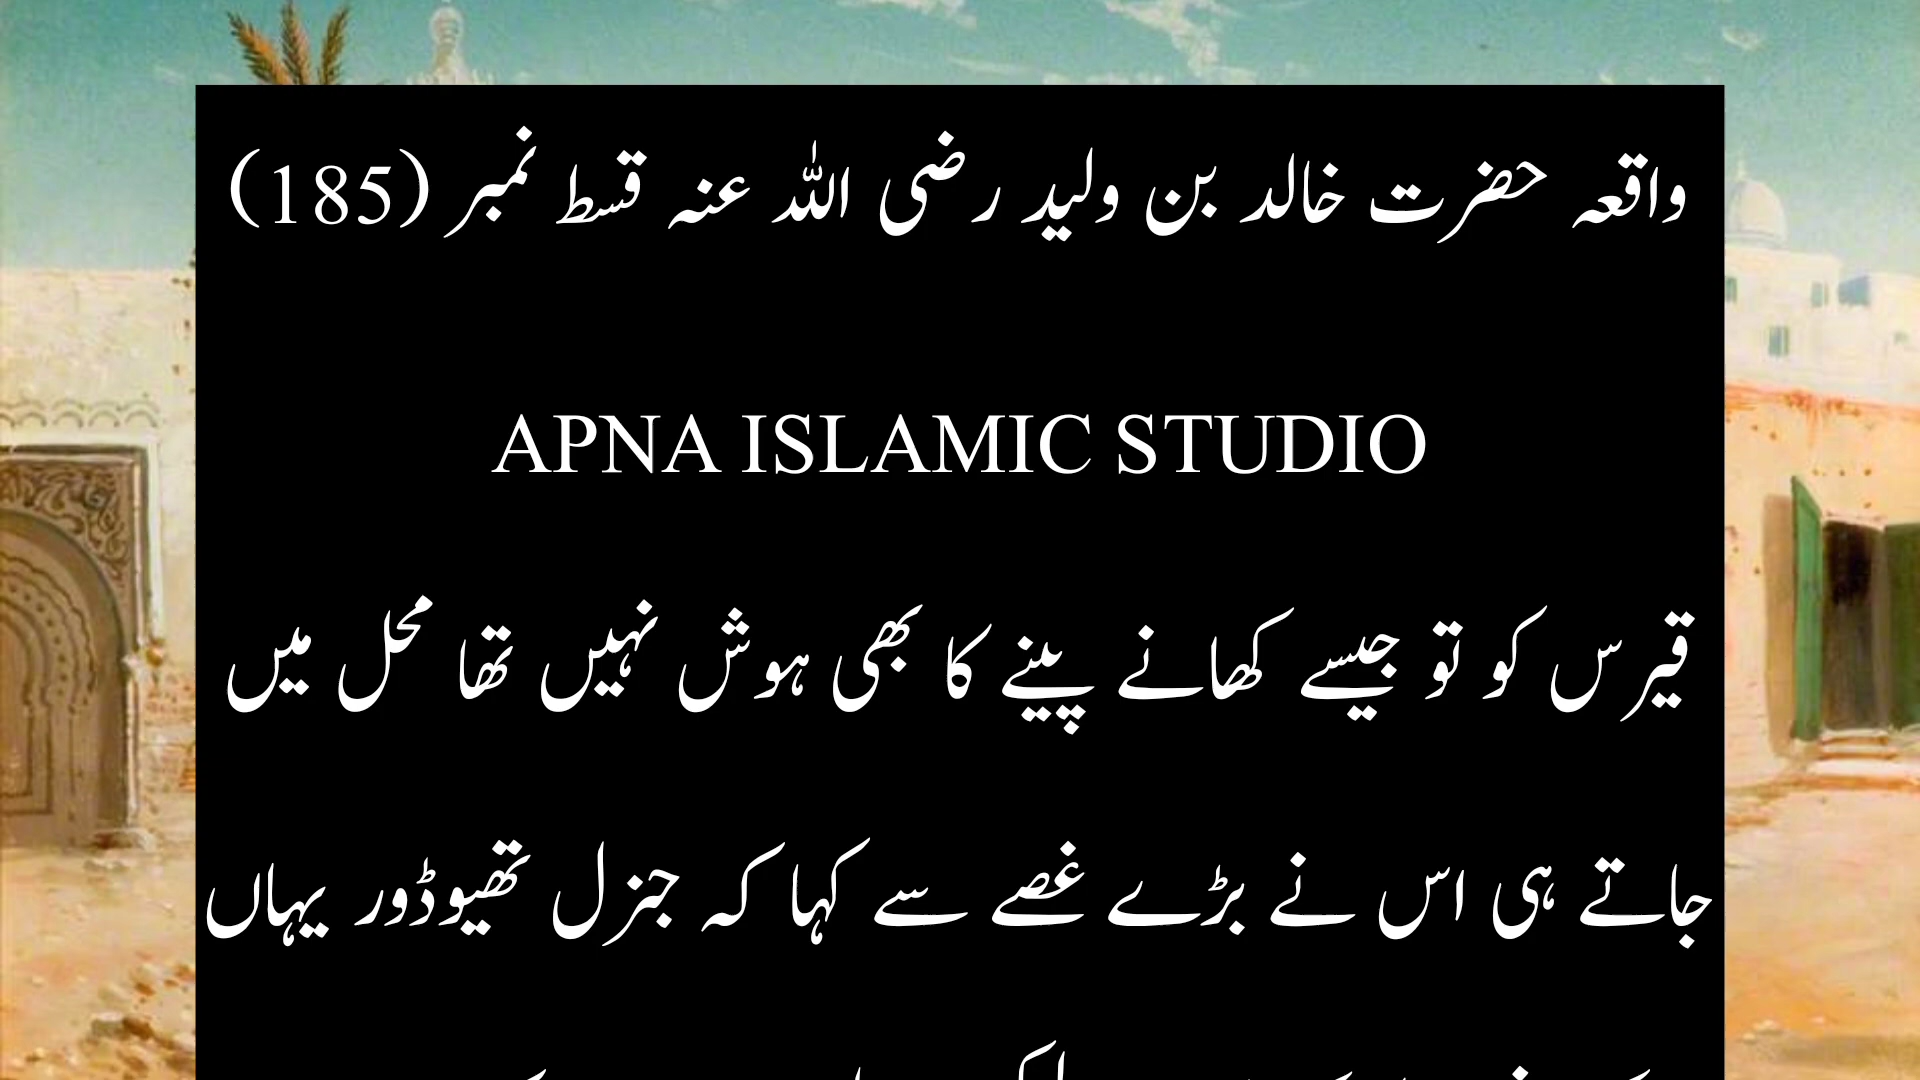 واقعہ حضرت خالد بن ولید رضی اللہ عنہ قسط نمبر (185)
APNA ISLAMIC STUDIO
قیرس کو تو جیسے کھانے پینے کا بھی ہوش نہیں تھا محل میں
جاتے ہی اس نے بڑے غصے سے کہا کہ جنرل تھیوڈور یہاں